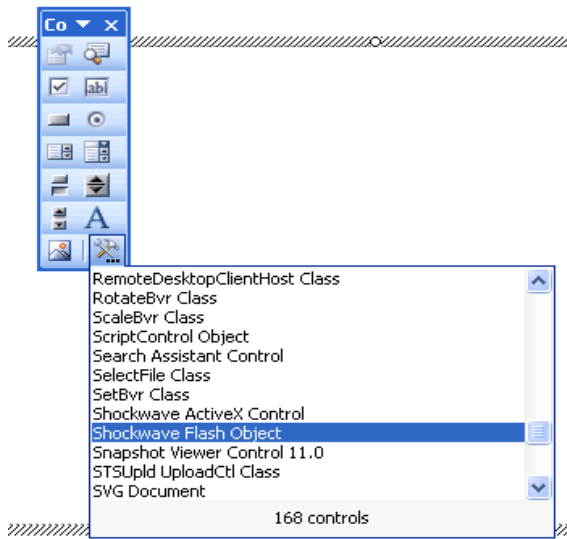 Co
abl
A
RemoteDesktopClientHost Class
RotateBvr Class
ScaleBvr Class
ScriptControl Object
Search Assistant Control
SelectFile Class
SetBvr Class
Shockwave ActiveX Control
Shockwave Flash Object
Snapshot Viewer Control 11.0
STSUpld UploadCtl Class
SVG Document
168 controls